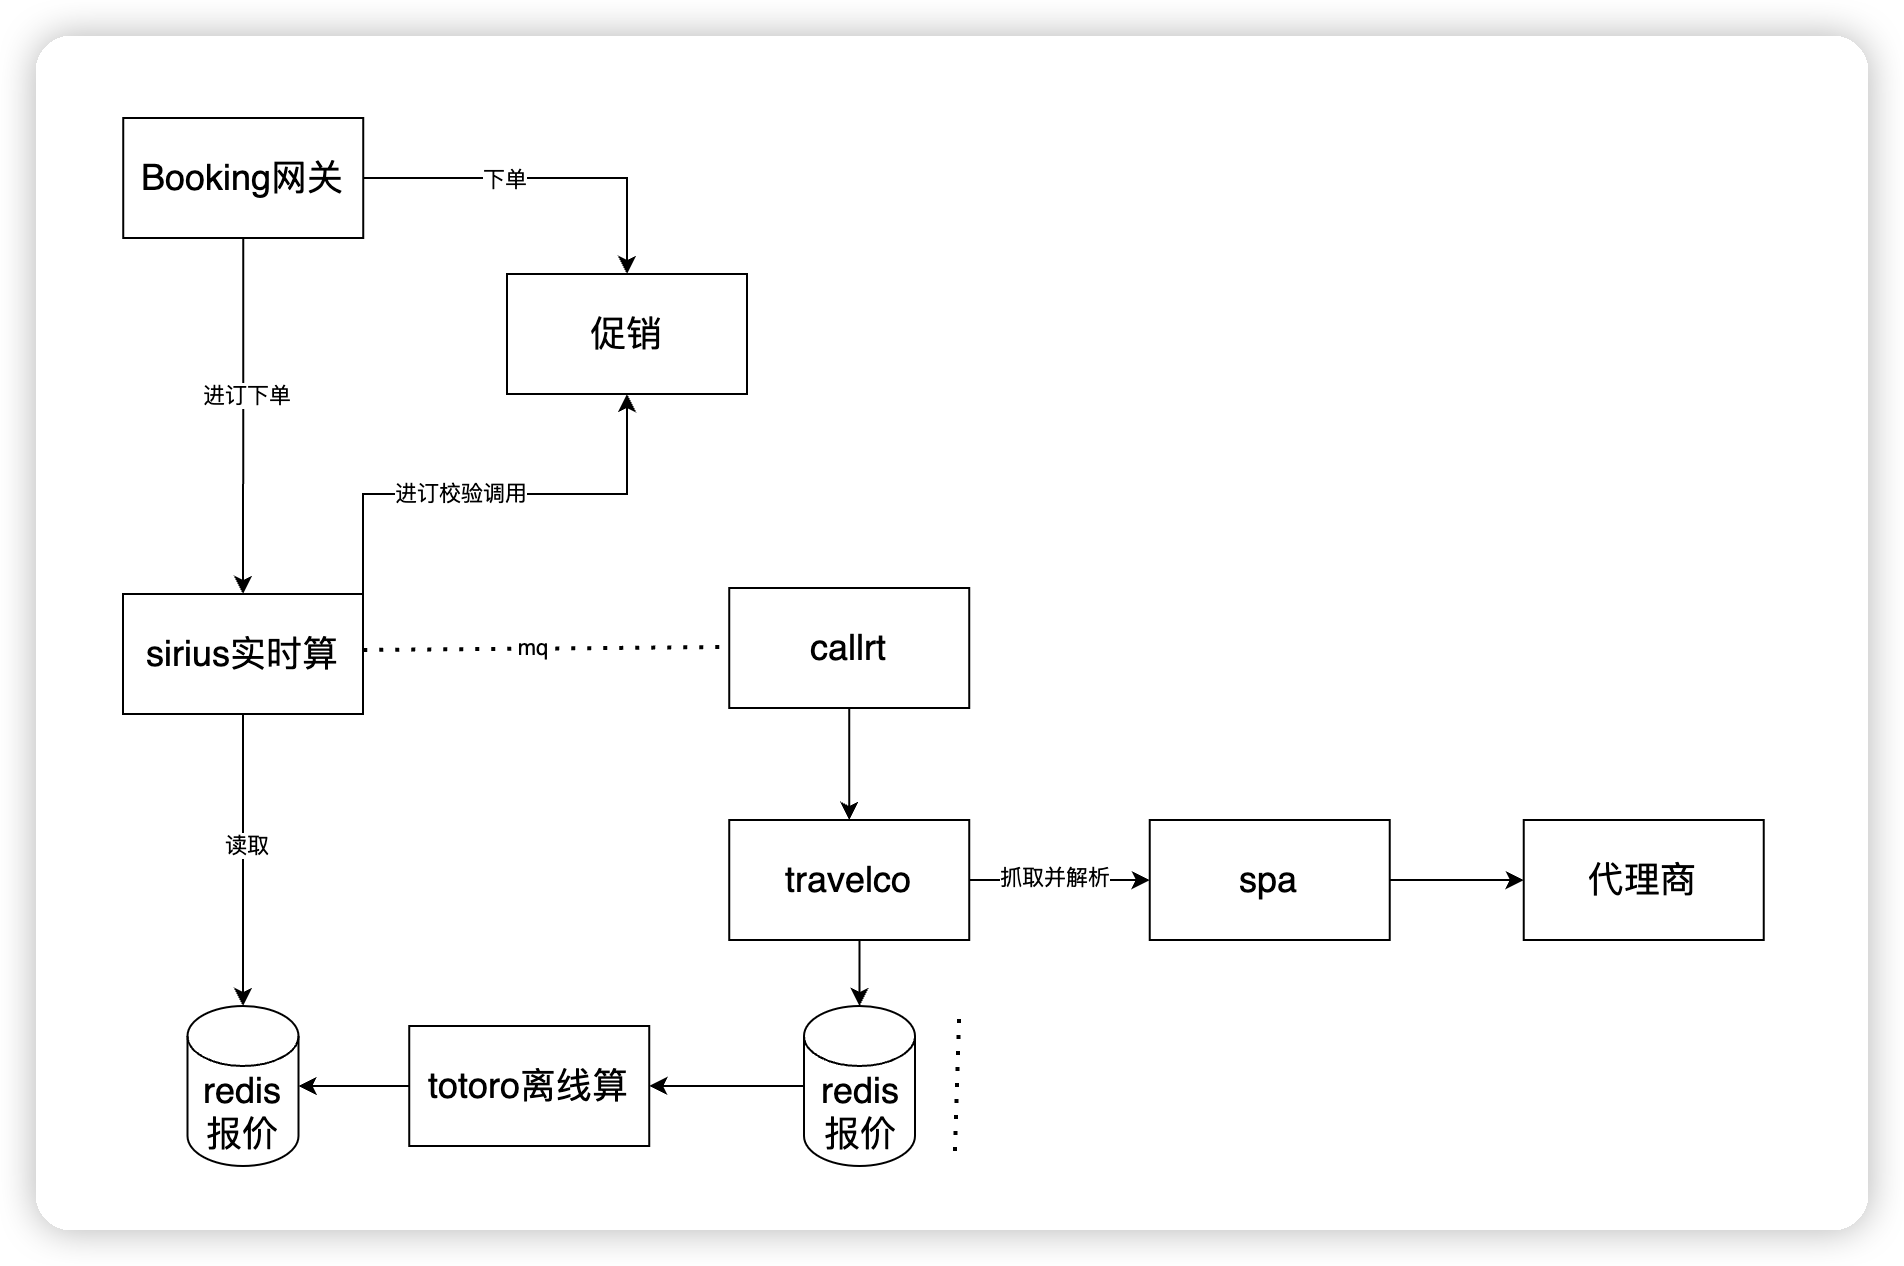 Booking网关
下单
促销
进订下单
进订校验调用
sirius实时算
mq
callrt
读取
travelco
抓取并解析
spa
代理商
redis
报价
totoro离线算
redis
报价